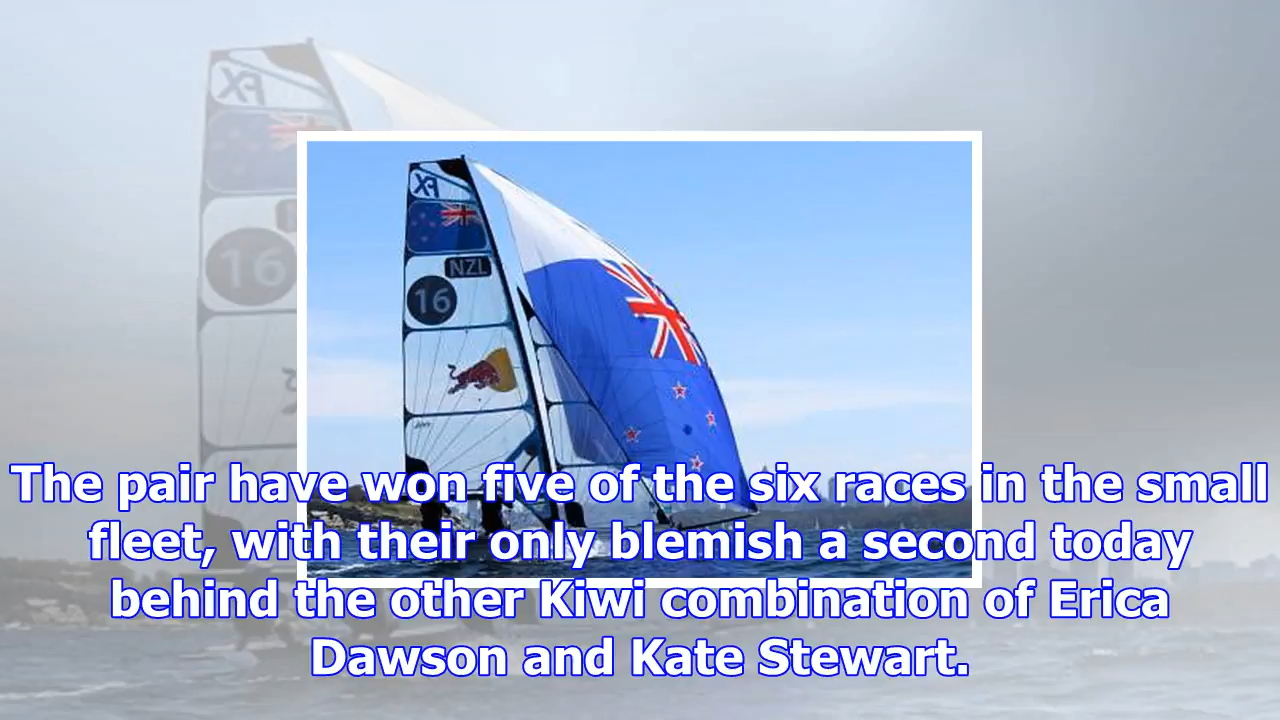 FX
NZL
16
The pair have won five of the six races in the small
fleet, with their only blemish a second today
behind the other Kiwi combination of Erica
Dawson and Kate Stewart.